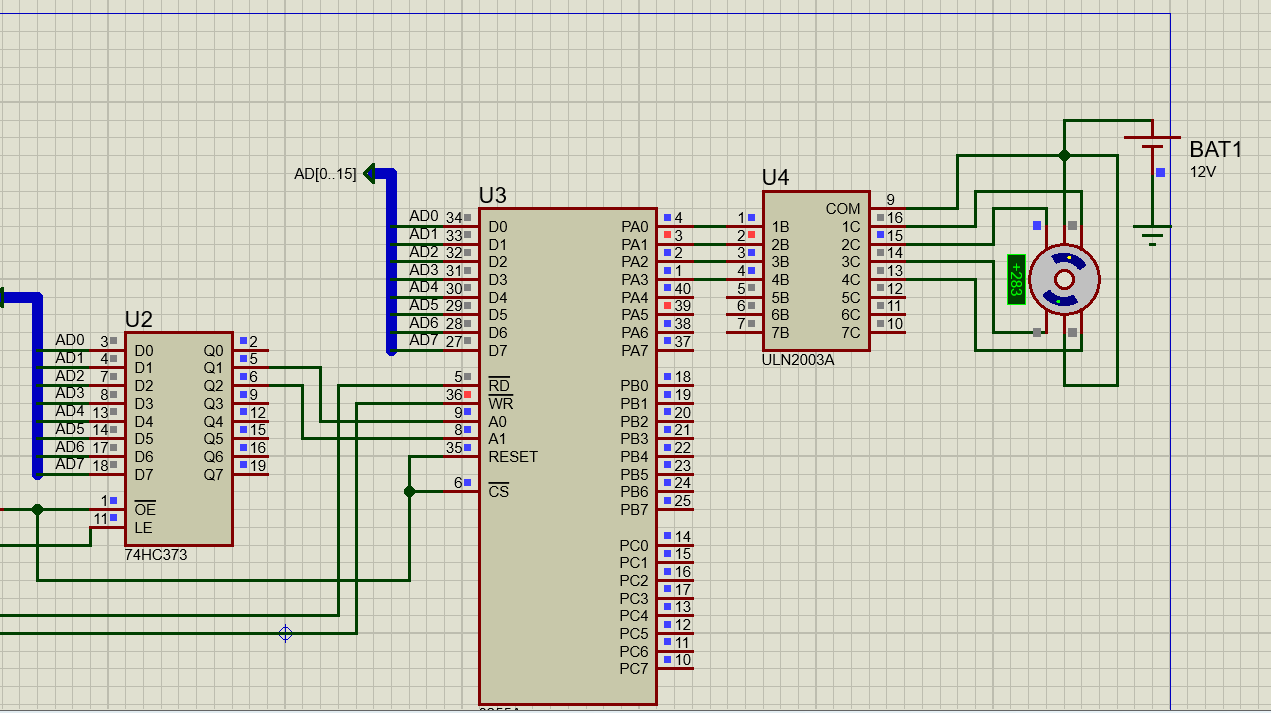 BAT1
12V
AD[0..15]
U4
U3
COM 9
1 1B 1C 16
2 2B 2C 15
3 3B 3C 14
4 4B 4C 13
5 5B 5C 12
6 6B 6C 11
7 7B 7C 10
ULN2003A
+283
AD0 34 D0 PA0 4
AD1 33 D1 PA1 3
AD2 32 D2 PA2 2
AD3 31 D3 PA3 1
AD4 30 D4 PA4 40
AD5 29 D5 PA5 39
AD6 28 D6 PA6 38
AD7 27 D7 PA7 37
5 RD PB0 18
36 WR PB1 19
9 A0 PB2 20
8 A1 PB3 21
35 RESET PB4 22
PB5 23
6 CS PB6 24
PB7 25
PC0 14
PC1 15
PC2 16
PC3 17
PC4 13
PC5 12
PC6 11
PC7 10
U2
AD0 3 D0 Q0 2
AD1 4 D1 Q1 5
AD2 7 D2 Q2 6
AD3 8 D3 Q3 9
AD4 13 D4 Q4 12
AD5 14 D5 Q5 15
AD6 17 D6 Q6 16
AD7 18 D7 Q7 19
1 OE
11 LE
74HC373